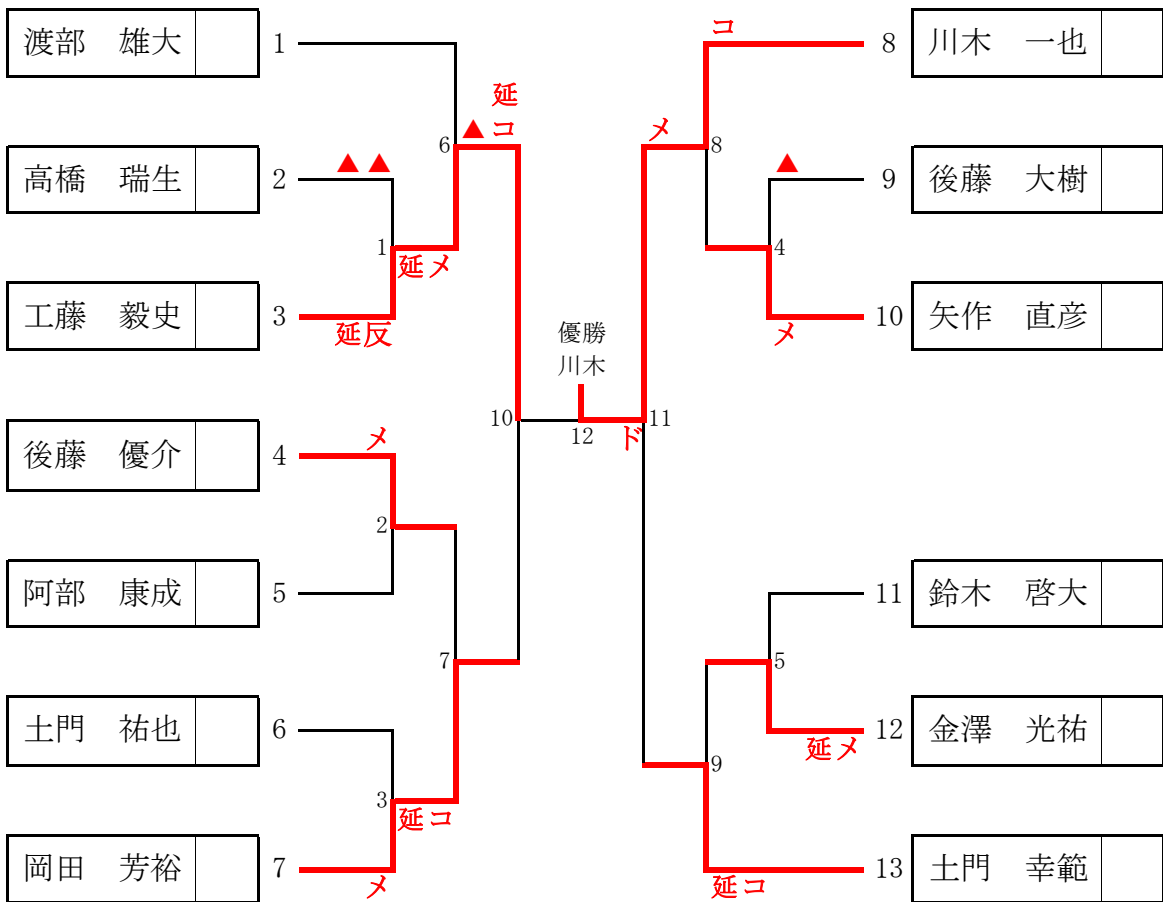 渡部　雄大 1
高橋　瑞生 2
▲▲
工藤　毅史 3
延反
1
延メ
6
▲
延
コ
後藤　優介 4
メ
阿部　康成 5
2
土門　祐也 6
岡田　芳裕 7
メ
3
延コ
7
10
優勝
川木
12
ド
11
コ
8 川木　一也
メ
8
▲
9 後藤　大樹
4
10 矢作　直彦
メ
11 鈴木　啓大
5
12 金澤　光祐
延メ
9
13 土門　幸範
延コ